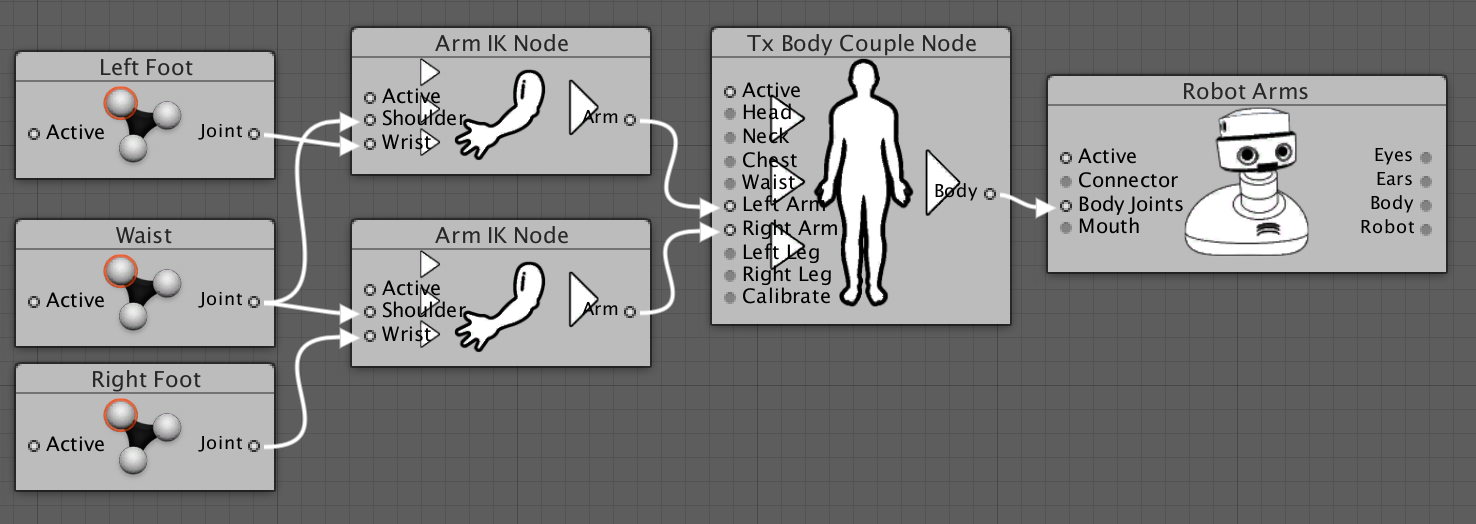 Left Foot
Active
Joint
Waist
Active
Joint
Right Foot
Active
Joint
Arm IK Node
Active
Shoulder
Wrist
Arm
Arm IK Node
Active
Shoulder
Wrist
Arm
Tx Body Couple Node
Active
Head
Neck
Chest
Waist
Left Arm
Right Arm
Left Leg
Right Leg
Calibrate
Body
Robot Arms
Active
Connector
Body Joints
Mouth
Eyes
Ears
Body
Robot